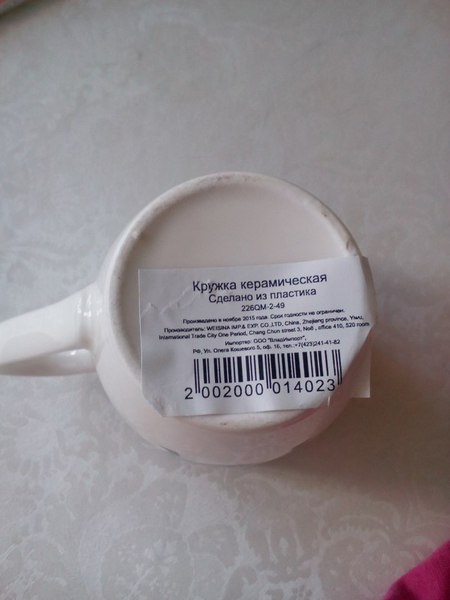 Кружка керамическая
Сделано из пластика
226QM-2-49
Произведено в ноябре 2015 года. Срок годности не ограничен.
Производитель: WEISINA IMP.& EXP. CO.,LTD, China, Zhejiang province, Yiwu,
International Trade City One Period, Chang Chun street 3, №8 , office 410, 520 room
Импортер: ООО "ВладИмпорт",
РФ, Ул. Олега Кошевого 5, оф. 16, тел. +7(423)241-41-82
2 002000 014023